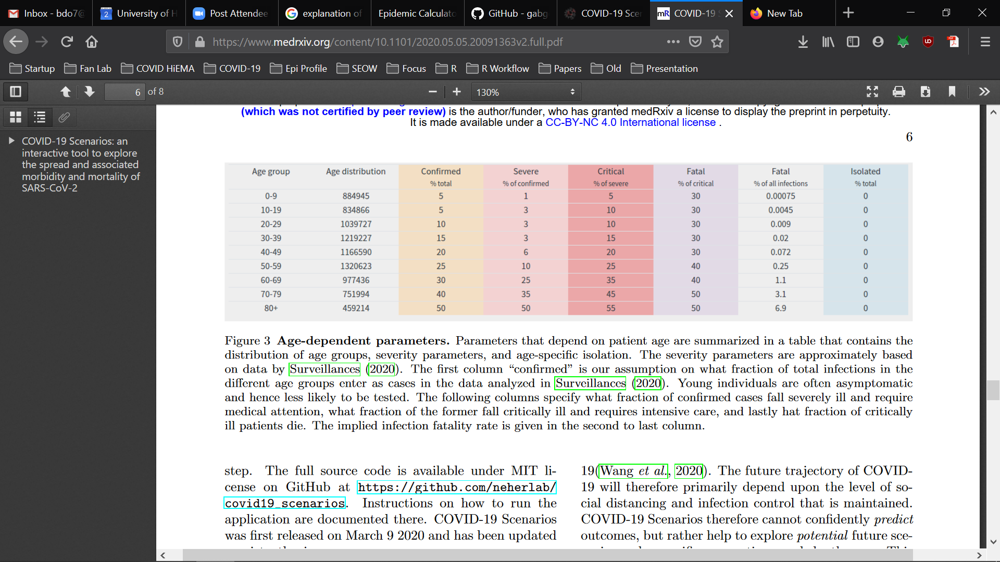 Inbox - bdo7@
University of H
Post Attendee
explanation of
Epidemic Calculato
GitHub - gabg
COVID-19 Scen
mR COVID-19 S
New Tab
https://www.medrxiv.org/content/10.1101/2020.05.05.20091363v2.full.pdf
Startup Fan Lab COVID HiEMA COVID-19 Epi Profile SEOW Focus R R Workflow Papers Old Presentation
6 of 8
130%
COVID-19 Scenarios: an
interactive tool to explore
the spread and associated
morbidity and mortality of
SARS-CoV-2
(which was not certified by peer review) is the author/funder, who has granted medRxiv a license to display the preprint in perpetuity.
It is made available under a CC-BY-NC 4.0 International license .
6
Age group Age distribution Confirmed Severe Critical Fatal Fatal Isolated
% total % of confirmed % of severe % of critical % of all infections % total
0-9 884945 5 1 5 30 0.00075 0
10-19 834866 5 3 10 30 0.0045 0
20-29 1039727 10 3 10 30 0.009 0
30-39 1219227 15 3 15 30 0.02 0
40-49 1166590 20 6 20 30 0.072 0
50-59 1320623 25 10 25 40 0.25 0
60-69 977436 30 25 35 40 1.1 0
70-79 751994 40 35 45 50 3.1 0
80+ 459214 50 50 55 50 6.9 0
Figure 3 Age-dependent parameters. Parameters that depend on patient age are summarized in a table that contains the
distribution of age groups, severity parameters, and age-specific isolation. The severity parameters are approximately based
on data by Surveillances (2020). The first column “confirmed” is our assumption on what fraction of total infections in the
different age groups enter as cases in the data analyzed in Surveillances (2020). Young individuals are often asymptomatic
and hence less likely to be tested. The following columns specify what fraction of confirmed cases fall severely ill and require
medical attention, what fraction of the former fall critically ill and requires intensive care, and lastly hat fraction of critically
ill patients die. The implied infection fatality rate is given in the second to last column.
step. The full source code is available under MIT li-
cense on GitHub at https://github.com/neherlab/
covid19_scenarios. Instructions on how to run the
application are documented there. COVID-19 Scenarios
was first released on March 9 2020 and has been updated
19(Wang et al., 2020). The future trajectory of COVID-
19 will therefore primarily depend upon the level of so-
cial distancing and infection control that is maintained.
COVID-19 Scenarios therefore cannot confidently predict
outcomes, but rather help to explore potential future sce-